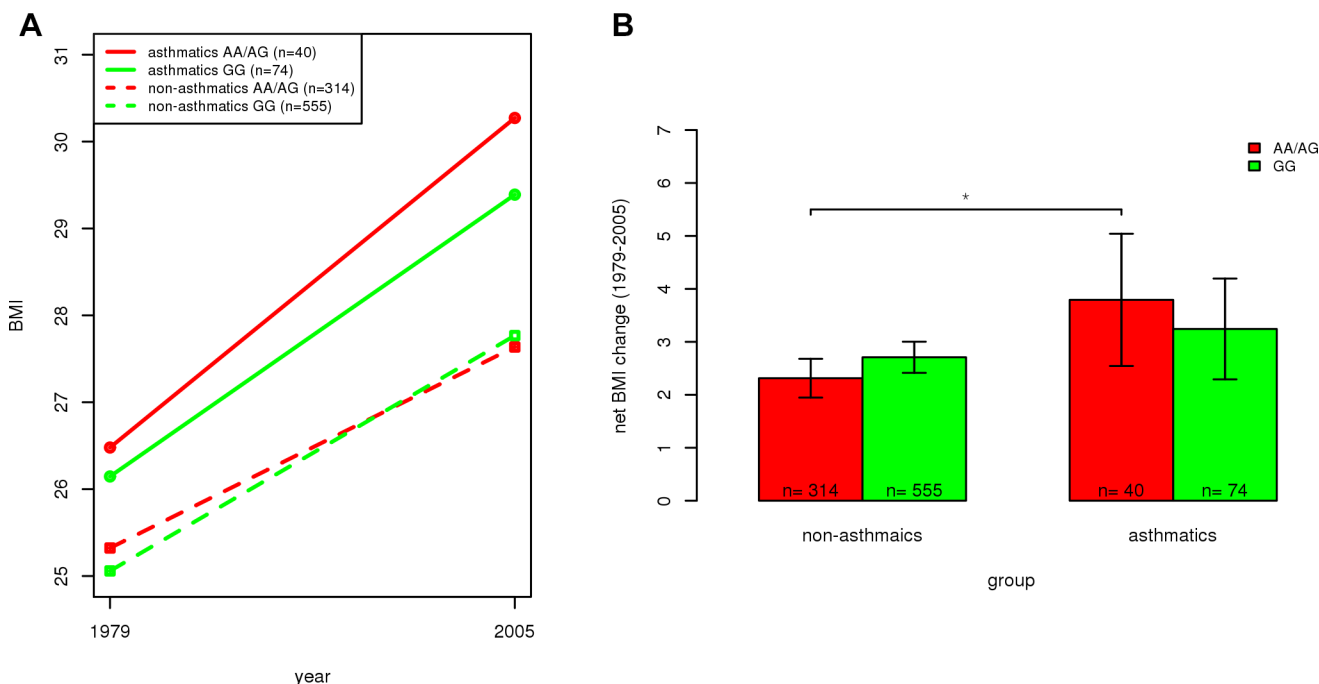 A
asthmatics AA/AG (n=40)
asthmatics GG (n=74)
non-asthmatics AA/AG (n=314)
non-asthmatics GG (n=555)
31
30
29
28
27
26
25
BMI
1979
2005
year
B
AA/AG
GG
*
7
6
5
4
3
2
1
0
net BMI change (1979-2005)
n= 314
n= 555
n= 40
n= 74
non-asthmaics
asthmatics
group